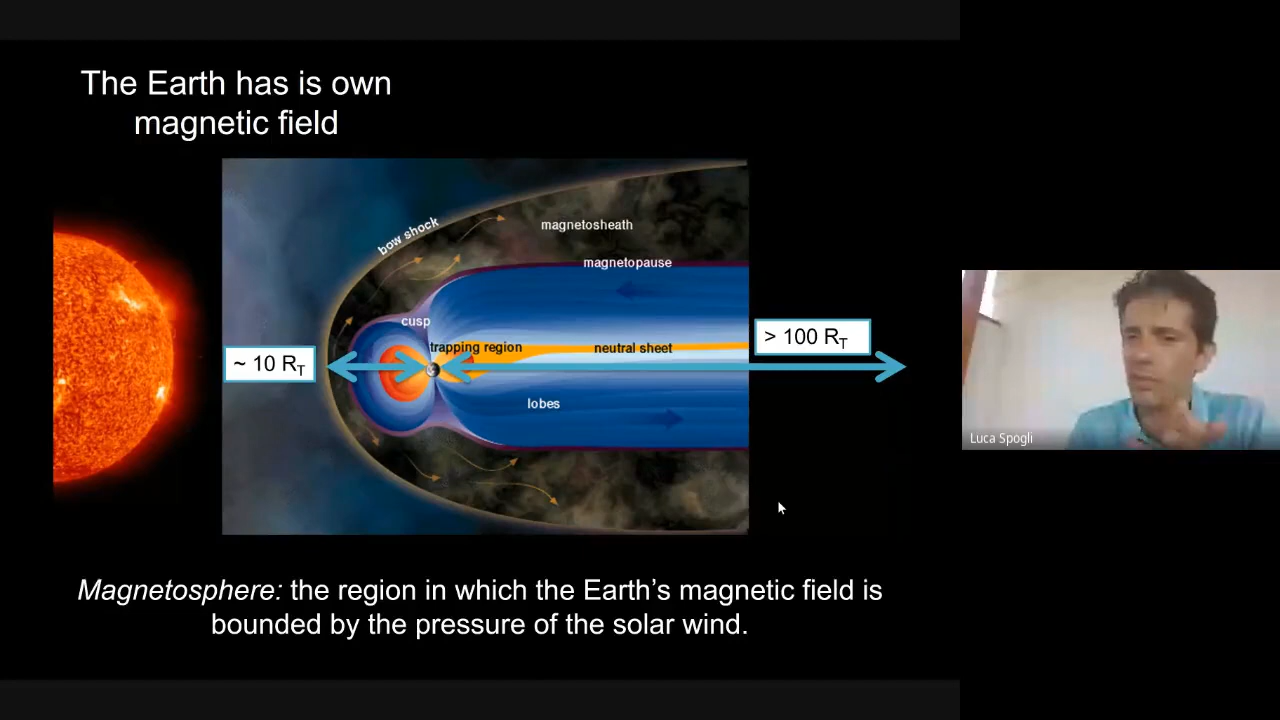 The Earth has is own
magnetic field
bow shock
magnetosheath
magnetopause
cusp
> 100 R_T
trapping region
neutral sheet
~ 10 R_T
lobes
Luca Spogli
Magnetosphere: the region in which the Earth’s magnetic field is
bounded by the pressure of the solar wind.